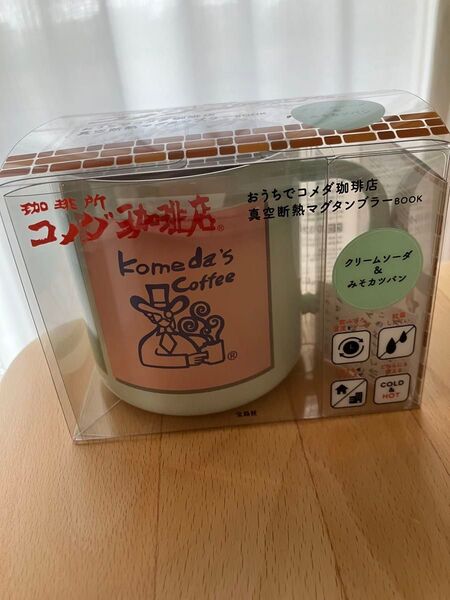 珈琲所
コメダ珈琲店®
おうちでコメダ珈琲店
真空断熱マグタンブラーBOOK
クリームソーダ
&
みそカツパン
Komeda's
Coffee
®
COLD
&
HOT
宝島社